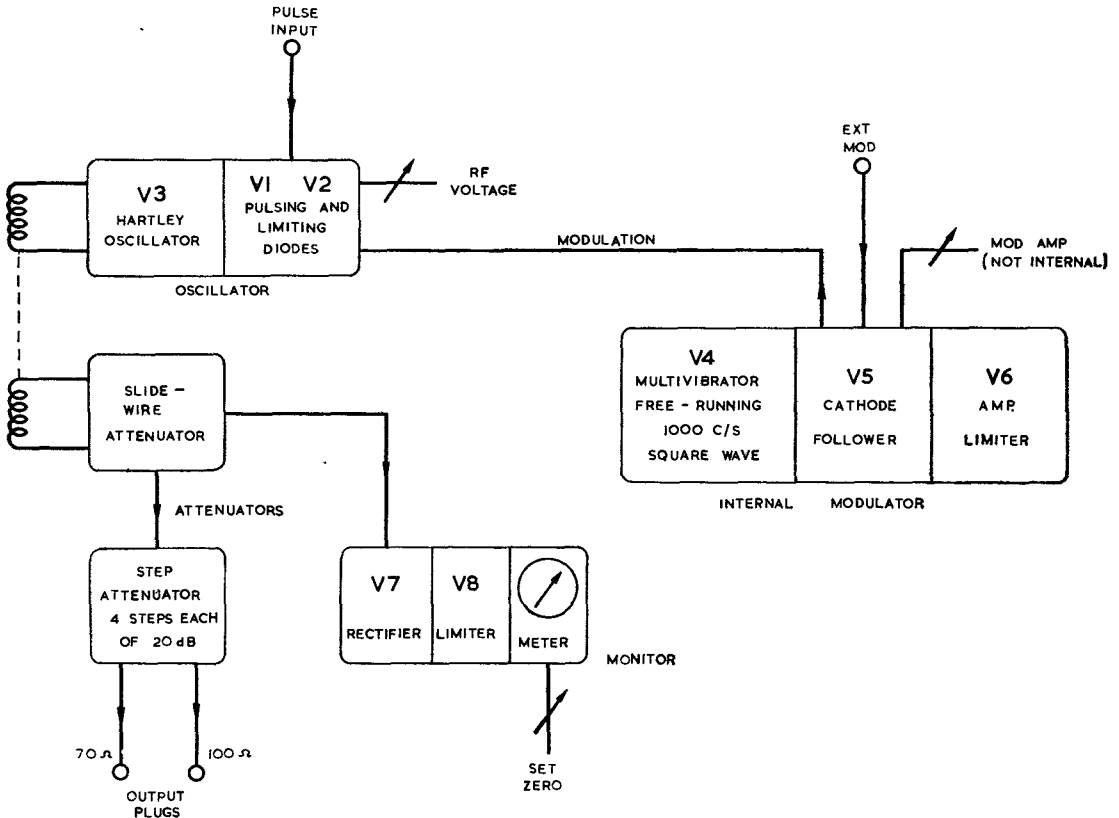 PULSE
INPUT
EXT
MOD
V3
HARTLEY
OSCILLATOR
V1 V2
PULSING AND
LIMITING
DIODES
RF
VOLTAGE
MODULATION
MOD AMP
(NOT INTERNAL)
OSCILLATOR
SLIDE-
WIRE
ATTENUATOR
V4
MULTIVIBRATOR
FREE-RUNNING
1000 C/S
SQUARE WAVE
V5
CATHODE
FOLLOWER
V6
AMP.
LIMITER
INTERNAL MODULATOR
ATTENUATORS
STEP
ATTENUATOR
4 STEPS EACH
OF 20 dB
V7
RECTIFIER
V8
LIMITER
METER
MONITOR
70 Ω
100 Ω
OUTPUT
PLUGS
SET
ZERO